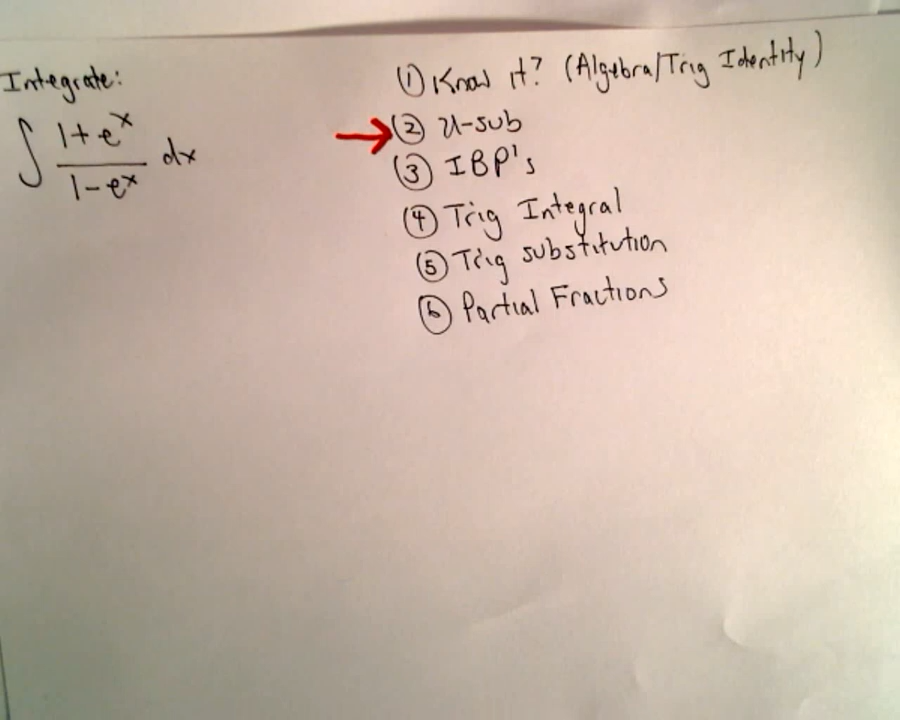 Integrate:
∫ (1+e^x)/(1-e^x) dx
① Know it? (Algebra/Trig Identity)
② u-sub
③ IBP's
④ Trig Integral
⑤ Trig substitution
⑥ Partial Fractions